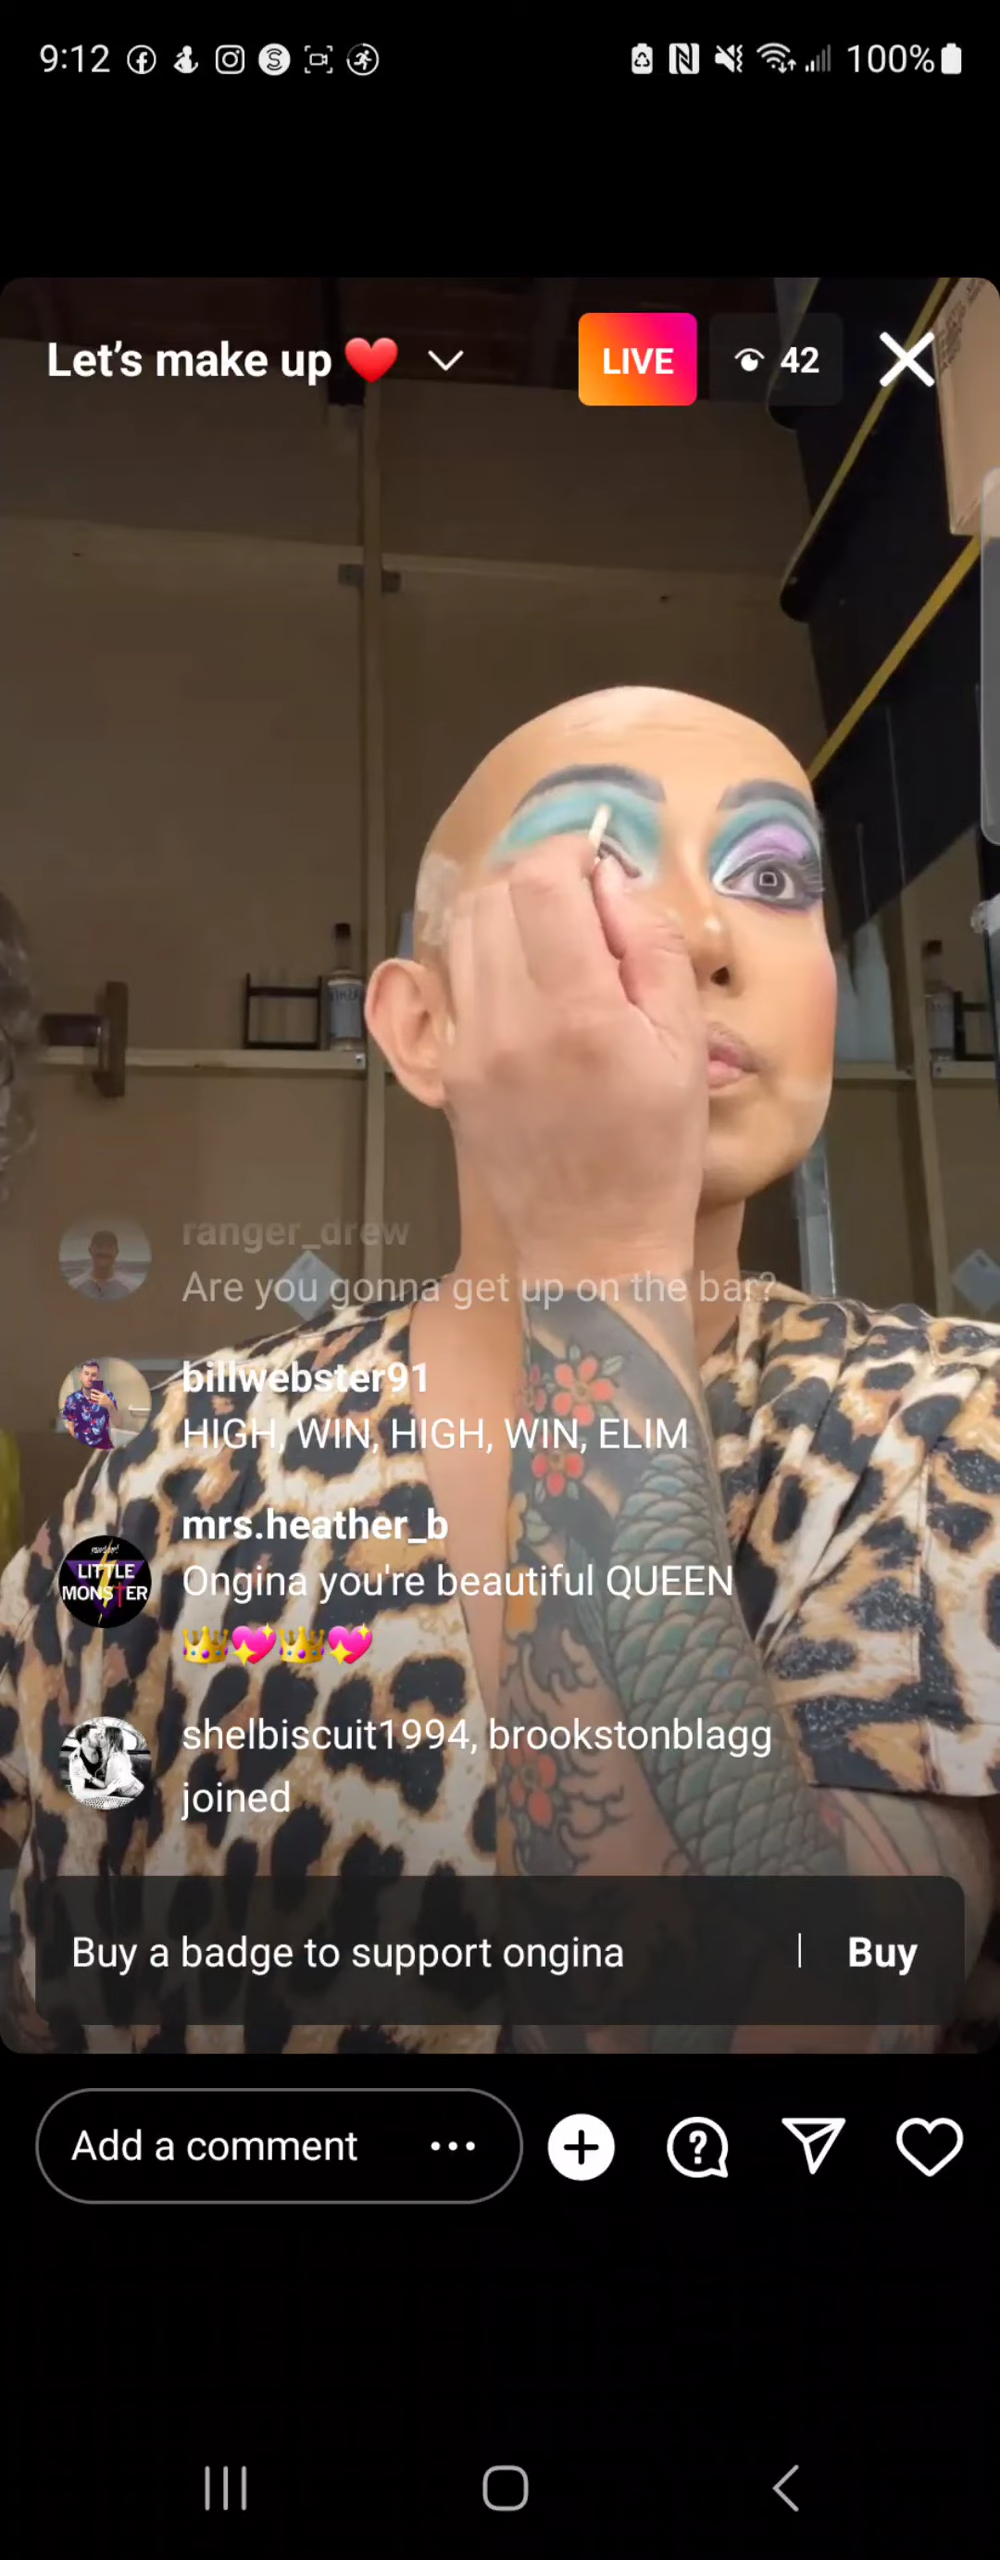 9:12 100%
Let's make up ❤️ LIVE 42
ranger_drew
Are you gonna get up on the bar?
billwebster91
HIGH, WIN, HIGH, WIN, ELIM
mrs.heather_b
LITTLE
MONSTER
Ongina you're beautiful QUEEN
👑💖👑💖
shelbiscuit1994, brookstonblagg
joined
Buy a badge to support ongina | Buy
Add a comment